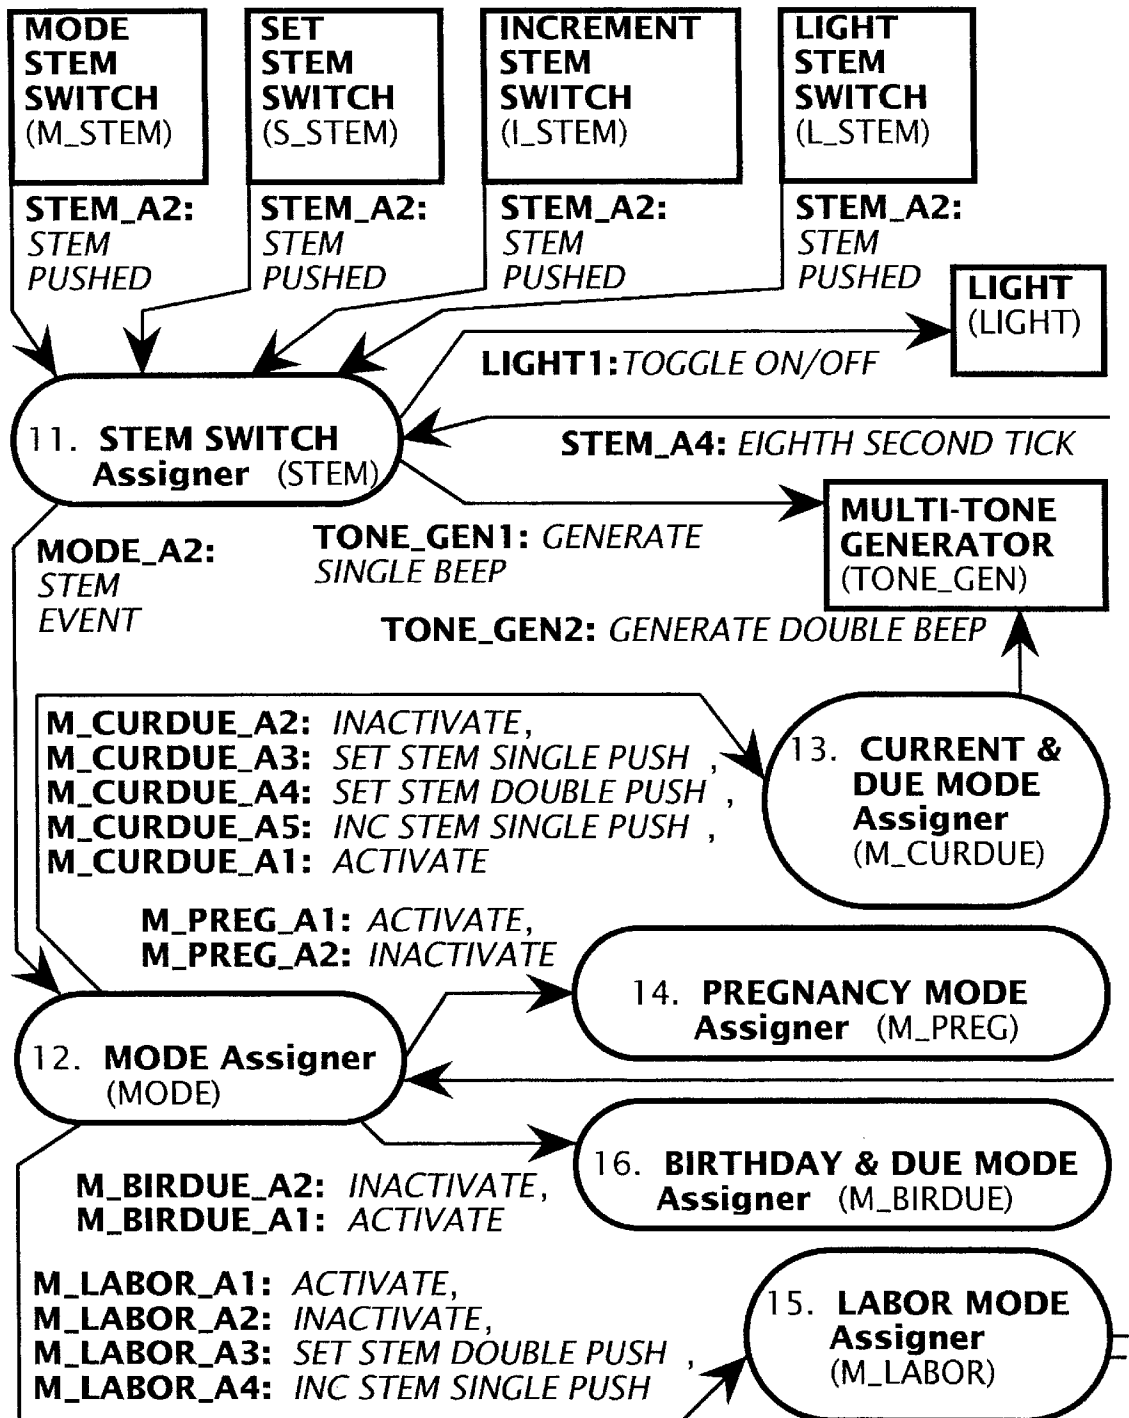 MODE
STEM
SWITCH
(M_STEM)
SET
STEM
SWITCH
(S_STEM)
INCREMENT
STEM
SWITCH
(I_STEM)
LIGHT
STEM
SWITCH
(L_STEM)
STEM_A2:
STEM
PUSHED
STEM_A2:
STEM
PUSHED
STEM_A2:
STEM
PUSHED
STEM_A2:
STEM
PUSHED
LIGHT
(LIGHT)
LIGHT1: TOGGLE ON/OFF
11. STEM SWITCH
Assigner (STEM)
STEM_A4: EIGHTH SECOND TICK
MULTI-TONE
GENERATOR
(TONE_GEN)
MODE_A2:
STEM
EVENT
TONE_GEN1: GENERATE
SINGLE BEEP
TONE_GEN2: GENERATE DOUBLE BEEP
M_CURDUE_A2: INACTIVATE,
M_CURDUE_A3: SET STEM SINGLE PUSH ,
M_CURDUE_A4: SET STEM DOUBLE PUSH ,
M_CURDUE_A5: INC STEM SINGLE PUSH ,
M_CURDUE_A1: ACTIVATE
13. CURRENT &
DUE MODE
Assigner
(M_CURDUE)
M_PREG_A1: ACTIVATE,
M_PREG_A2: INACTIVATE
14. PREGNANCY MODE
Assigner (M_PREG)
12. MODE Assigner
(MODE)
16. BIRTHDAY & DUE MODE
Assigner (M_BIRDUE)
M_BIRDUE_A2: INACTIVATE,
M_BIRDUE_A1: ACTIVATE
M_LABOR_A1: ACTIVATE,
M_LABOR_A2: INACTIVATE,
M_LABOR_A3: SET STEM DOUBLE PUSH ,
M_LABOR_A4: INC STEM SINGLE PUSH
15. LABOR MODE
Assigner
(M_LABOR)